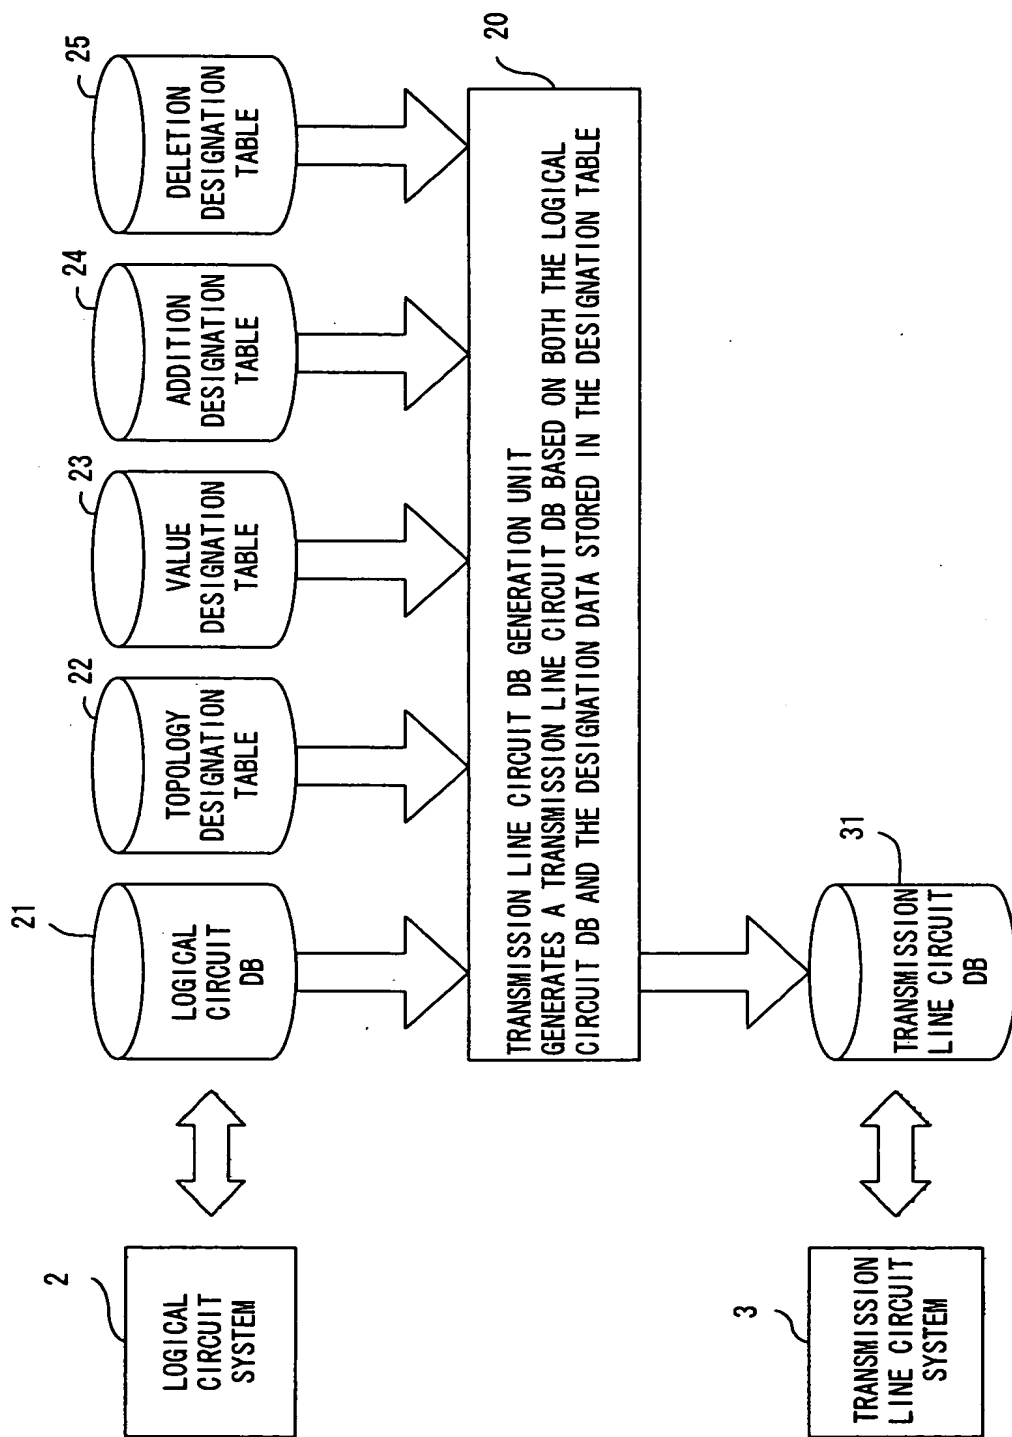 2
LOGICAL
CIRCUIT
SYSTEM
21
LOGICAL
CIRCUIT
DB
22
TOPOLOGY
DESIGNATION
TABLE
23
VALUE
DESIGNATION
TABLE
24
ADDITION
DESIGNATION
TABLE
25
DELETION
DESIGNATION
TABLE
20
TRANSMISSION LINE CIRCUIT DB GENERATION UNIT
GENERATES A TRANSMISSION LINE CIRCUIT DB BASED ON BOTH THE LOGICAL
CIRCUIT DB AND THE DESIGNATION DATA STORED IN THE DESIGNATION TABLE
3
TRANSMISSION
LINE CIRCUIT
SYSTEM
31
TRANSMISSION
LINE CIRCUIT
DB